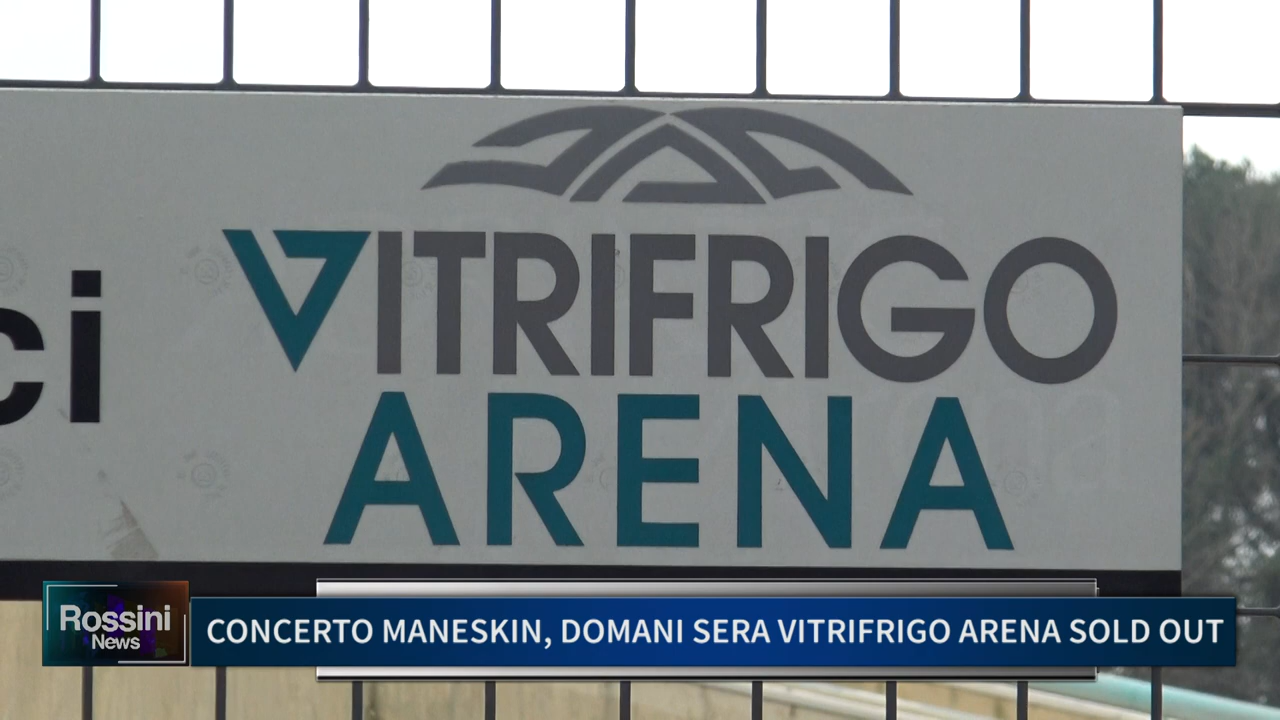 ci
VITRIFRIGO
ARENA
Rossini
News
CONCERTO MANESKIN, DOMANI SERA VITRIFRIGO ARENA SOLD OUT